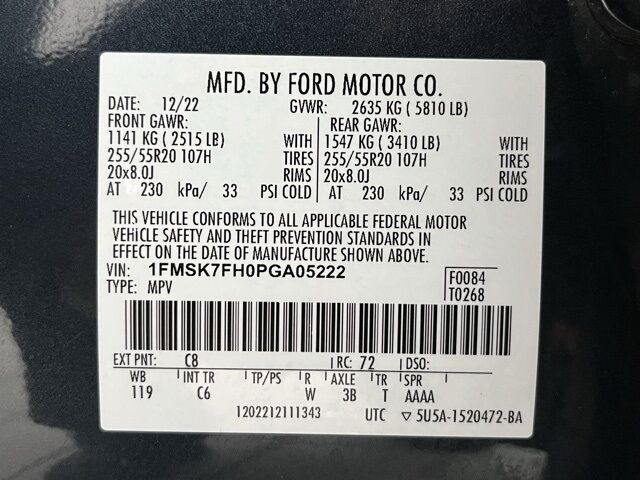 MFD. BY FORD MOTOR CO.
DATE: 12/22 GVWR: 2635 KG ( 5810 LB)
FRONT GAWR: REAR GAWR:
1141 KG ( 2515 LB) WITH 1547 KG ( 3410 LB) WITH
255/55R20 107H TIRES 255/55R20 107H TIRES
20x8.0J RIMS 20x8.0J RIMS
AT 230 kPa/ 33 PSI COLD AT 230 kPa/ 33 PSI COLD
THIS VEHICLE CONFORMS TO ALL APPLICABLE FEDERAL MOTOR
VEHICLE SAFETY AND THEFT PREVENTION STANDARDS IN
EFFECT ON THE DATE OF MANUFACTURE SHOWN ABOVE.
VIN: 1FMSK7FH0PGA05222 F0084
TYPE: MPV T0268
EXT PNT: C8 RC: 72 DSO:
WB INT TR TP/PS R AXLE TR SPR
119 C6 W 3B T AAAA
1202212111343 UTC ▽ 5U5A-1520472-BA